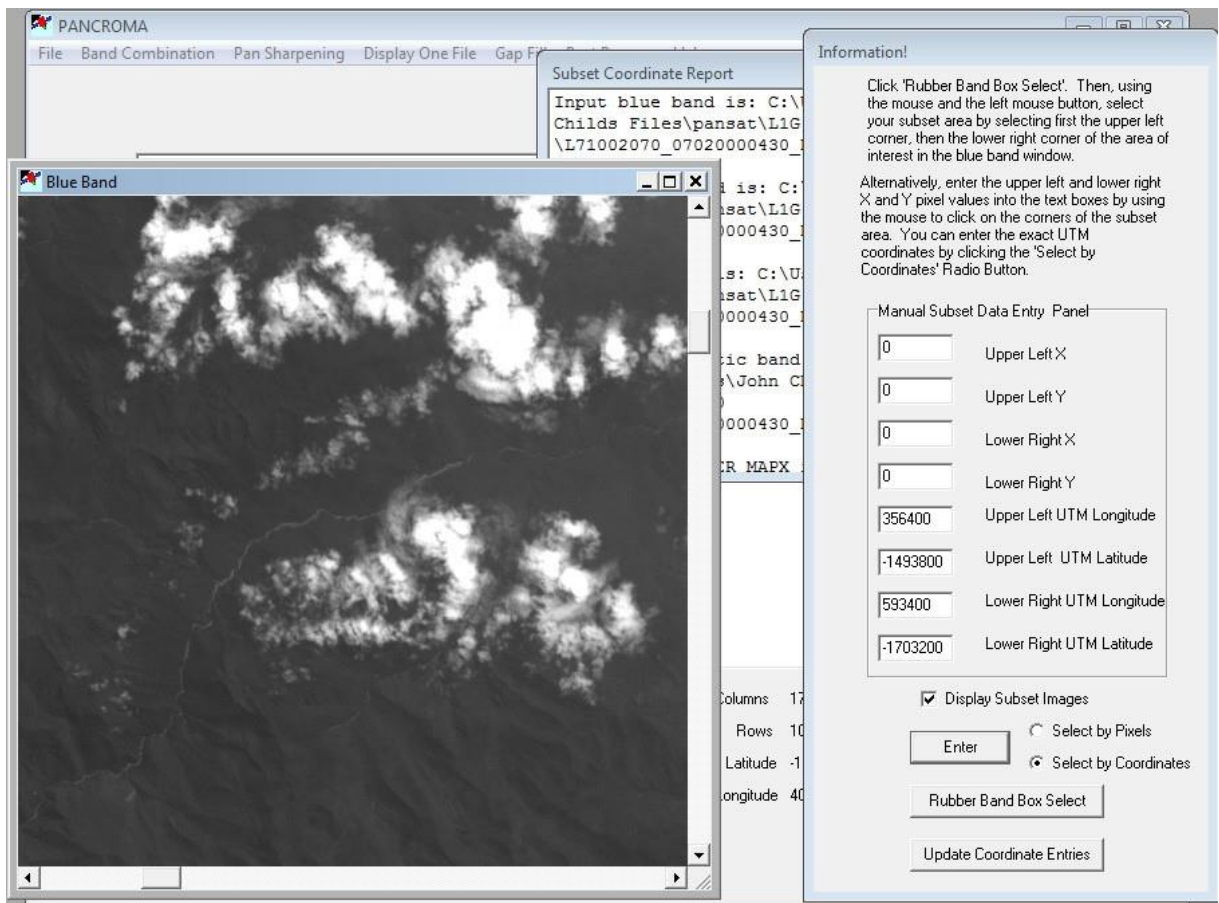 PANCROMA
File Band Combination Pan Sharpening Display One File Gap
Subset Coordinate Report
Input blue band is:
Childs Files\pansat\L1G
\L71002070_07020000430_
is:
nsat\L1G
0000430_
is:
nsat\L1G
0000430_
band
0000430_
MAPX
Blue Band
Columns 17
Rows 10
Latitude -1
40
Information!
Click 'Rubber Band Box Select'. Then, using
the mouse and the left mouse button, select
your subset area by selecting first the upper left
corner, then the lower right corner of the area of
interest in the blue band window.
Alternatively, enter the upper left and lower right
X and Y pixel values into the text boxes by using
the mouse to click on the corners of the subset
area. You can enter the exact UTM
coordinates by clicking the 'Select by
Coordinates' Radio Button.
Manual Subset Data Entry Panel
0 Upper Left X
0 Upper Left Y
0 Lower Right X
0 Lower Right Y
356400 Upper Left UTM Longitude
-1493800 Upper Left UTM Latitude
593400 Lower Right UTM Longitude
-1703200 Lower Right UTM Latitude
Display Subset Images
Enter
Select by Pixels
Select by Coordinates
Rubber Band Box Select
Update Coordinate Entries